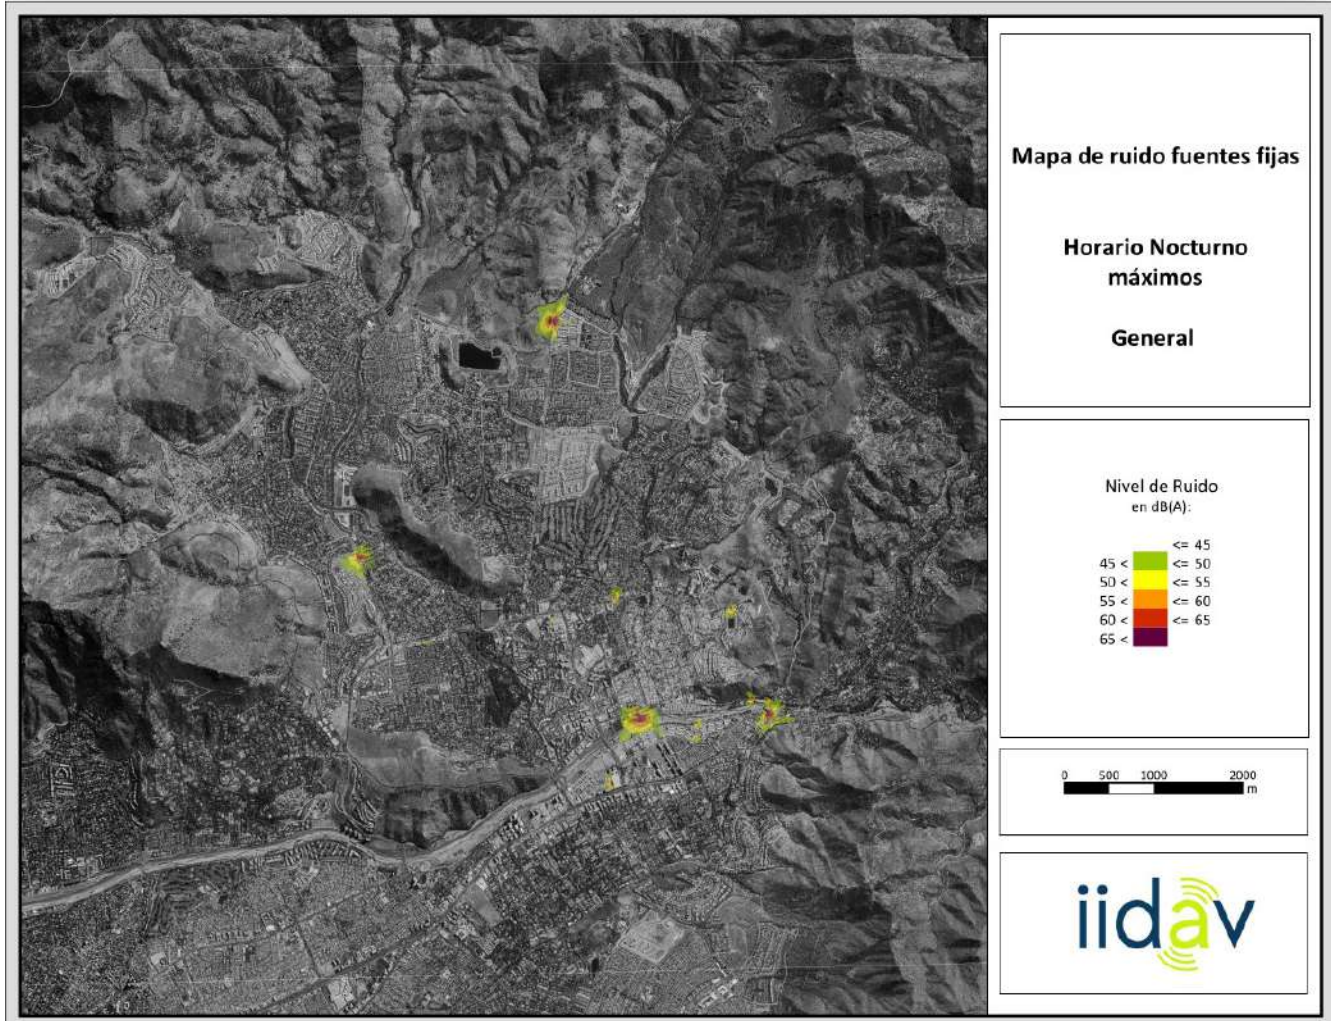 Mapa de ruido fuentes fijas
Horario Nocturno
máximos
General
Nivel de Ruido
en dB(A):
<= 45
45 < <= 50
50 < <= 55
55 < <= 60
60 < <= 65
65 <
0 500 1000 2000
m
iidav